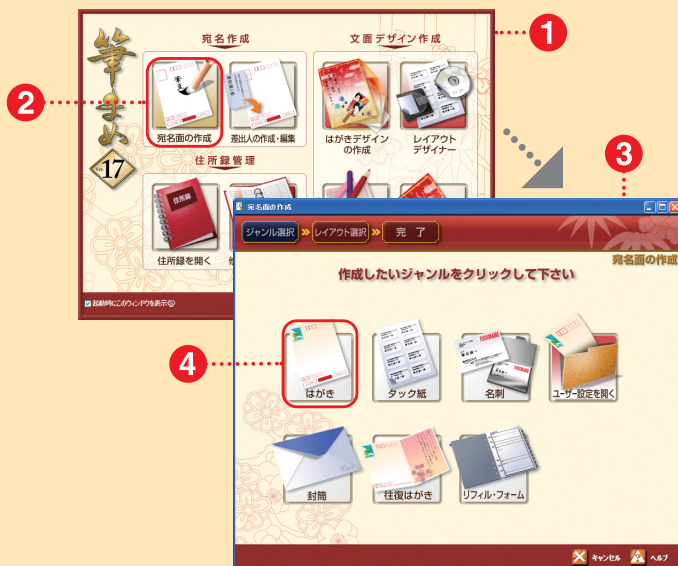 筆まめ
Ver.17
宛名作成
文面デザイン作成
宛名面の作成
差出人の作成・編集
はがきデザイン
の作成
レイアウト
デザイナー
住所録管理
住所録
住所録を開く
起動時にこのウィンドウを表示
1
2
3
4
宛名面の作成
ジャンル選択
レイアウト選択
完 了
宛名面の作成
作成したいジャンルをクリックして下さい
はがき
タック紙
名刺
ユーザー設定を開く
封筒
往復はがき
リフィル・フォーム
キャンセル
ヘルプ